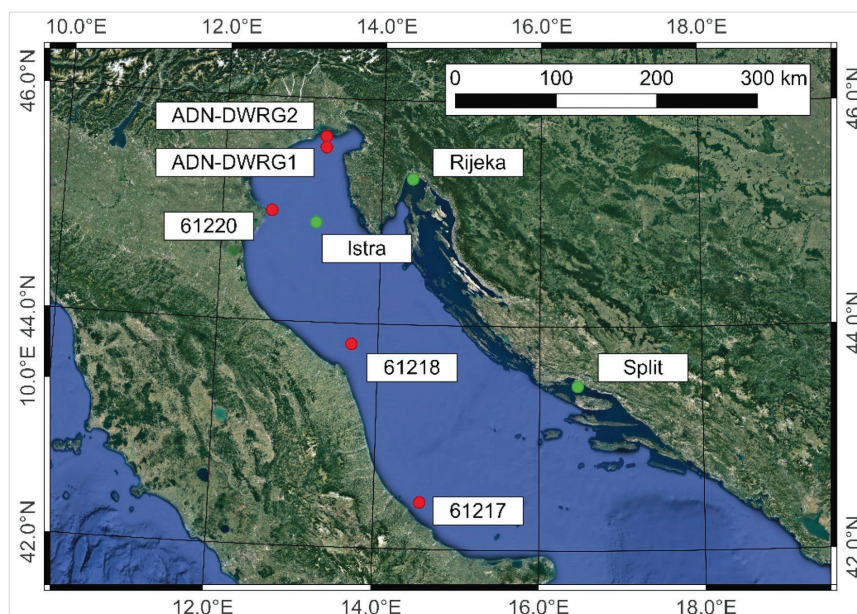 10.0°E 12.0°E 14.0°E 16.0°E 18.0°E
46.0°N
46.0°N
0 100 200 300 km
ADN-DWRG2
ADN-DWRG1
Rijeka
61220
Istra
44.0°N
44.0°N
10.0°E
61218
Split
61217
42.0°N
42.0°N
12.0°E 14.0°E 16.0°E 18.0°E